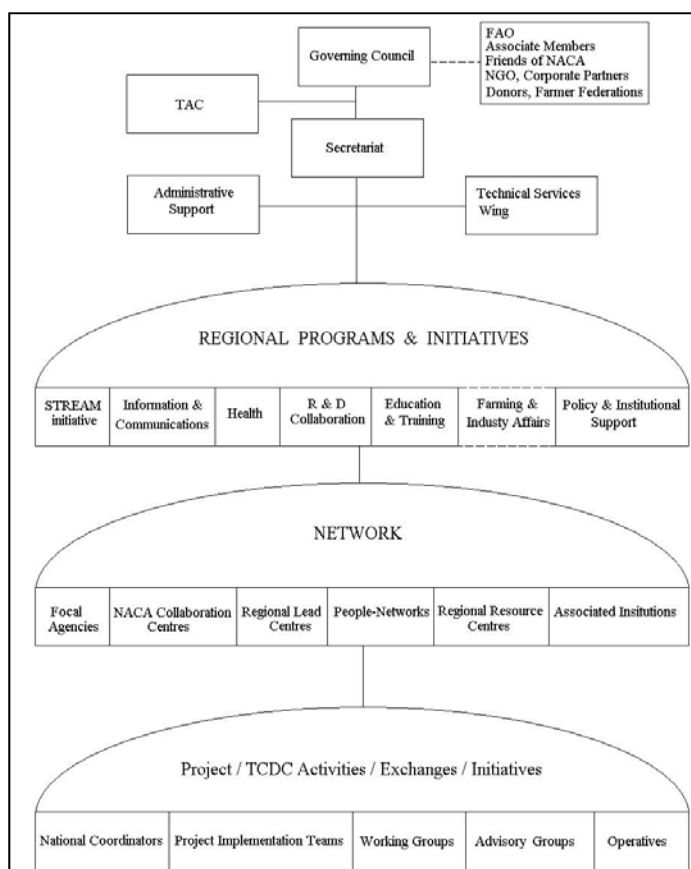 Governing Council
FAO
Associate Members
Friends of NACA
NGO, Corporate Partners
Donors, Farmer Federations
TAC
Secretariat
Administrative
Support
Technical Services
Wing
REGIONAL PROGRAMS & INITIATIVES
STREAM
initiative
Information &
Communications
Health
R & D
Collaboration
Education
& Training
Farming &
Industy Affairs
Policy & Institutional
Support
NETWORK
Focal
Agencies
NACA Collaboration
Centres
Regional Lead
Centres
People-Networks
Regional Resource
Centres
Associated Insitutions
Project / TCDC Activities / Exchanges / Initiatives
National Coordinators
Project Implementation Teams
Working Groups
Advisory Groups
Operatives